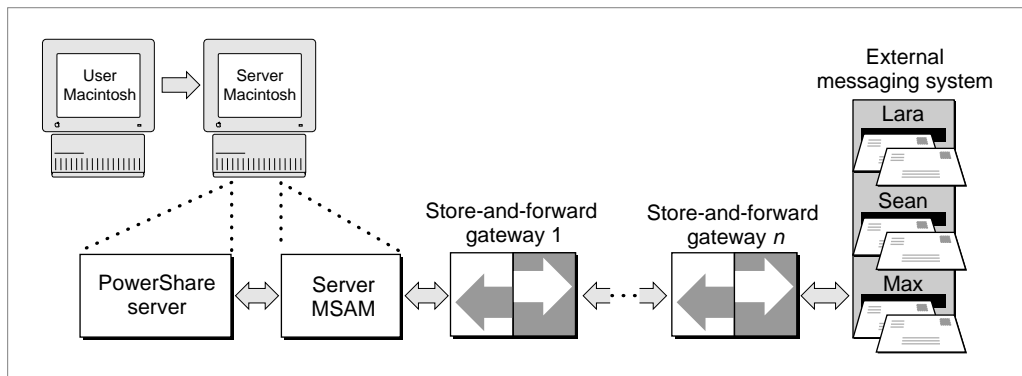 User
Macintosh
Server
Macintosh
External
messaging system
Lara
Sean
Max
Store-and-forward
gateway 1
Store-and-forward
gateway n
PowerShare
server
Server
MSAM